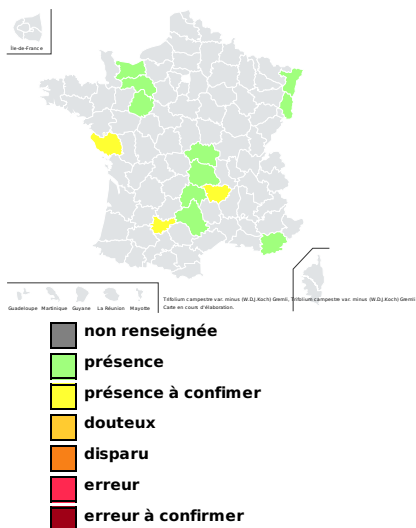 Île-de-France
Guadeloupe Martinique Guyane La Réunion Mayotte
Trifolium campestre var. minus (W.D.J.Koch) Gremli, Trifolium campestre var. minus (W.D.J.Koch) Gremli
Carte en cours d'élaboration.
non renseignée
présence
présence à confimer
douteux
disparu
erreur
erreur à confirmer